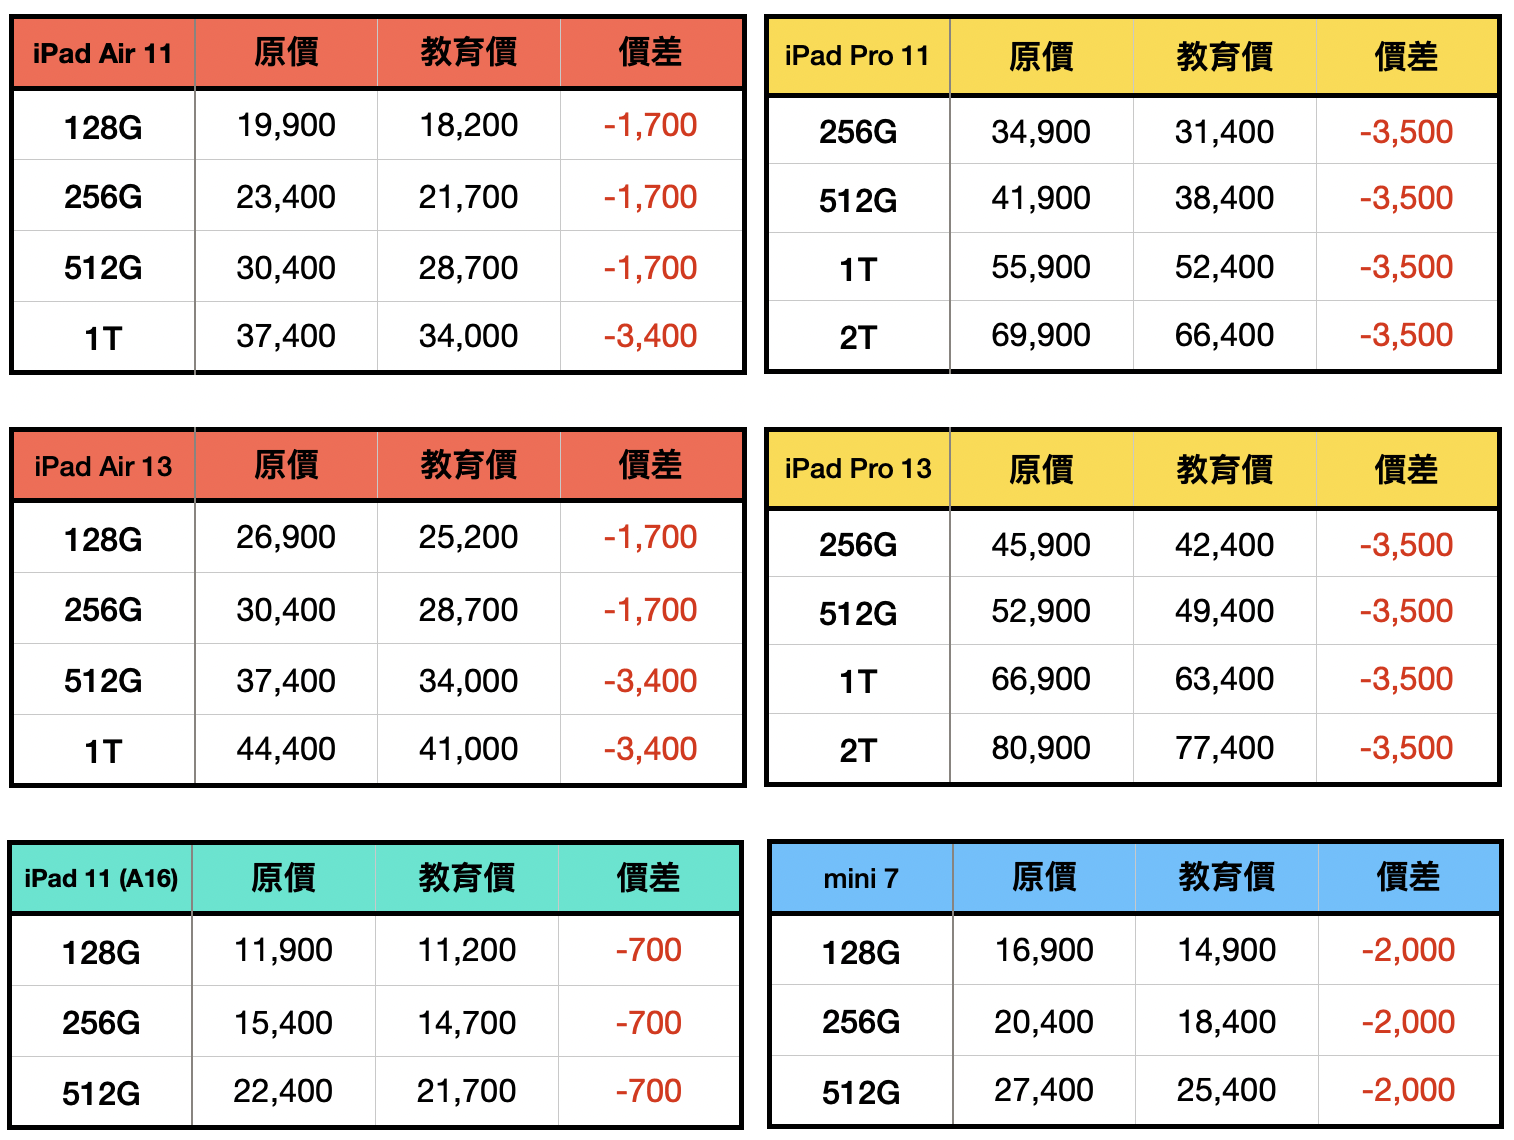 iPad Air 11 原價 教育價 價差
128G 19,900 18,200 -1,700
256G 23,400 21,700 -1,700
512G 30,400 28,700 -1,700
1T 37,400 34,000 -3,400
iPad Pro 11 原價 教育價 價差
256G 34,900 31,400 -3,500
512G 41,900 38,400 -3,500
1T 55,900 52,400 -3,500
2T 69,900 66,400 -3,500
iPad Air 13 原價 教育價 價差
128G 26,900 25,200 -1,700
256G 30,400 28,700 -1,700
512G 37,400 34,000 -3,400
1T 44,400 41,000 -3,400
iPad Pro 13 原價 教育價 價差
256G 45,900 42,400 -3,500
512G 52,900 49,400 -3,500
1T 66,900 63,400 -3,500
2T 80,900 77,400 -3,500
iPad 11 (A16) 原價 教育價 價差
128G 11,900 11,200 -700
256G 15,400 14,700 -700
512G 22,400 21,700 -700
mini 7 原價 教育價 價差
128G 16,900 14,900 -2,000
256G 20,400 18,400 -2,000
512G 27,400 25,400 -2,000